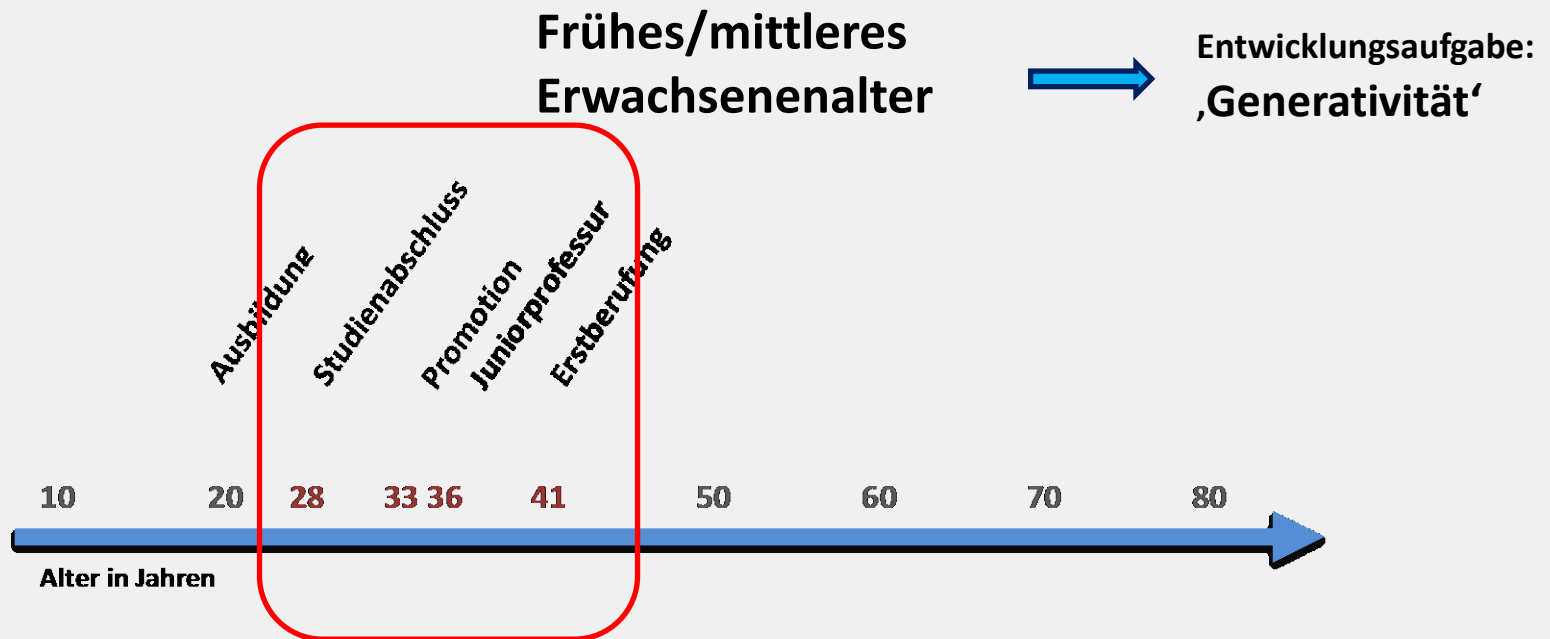 Frühes/mittleres
Erwachsenenalter
Entwicklungsaufgabe:
‚Generativität‘
Ausbildung
Studienabschluss
Promotion
Juniorprofessur
Erstberufung
10 20 28 33 36 41 50 60 70 80
Alter in Jahren